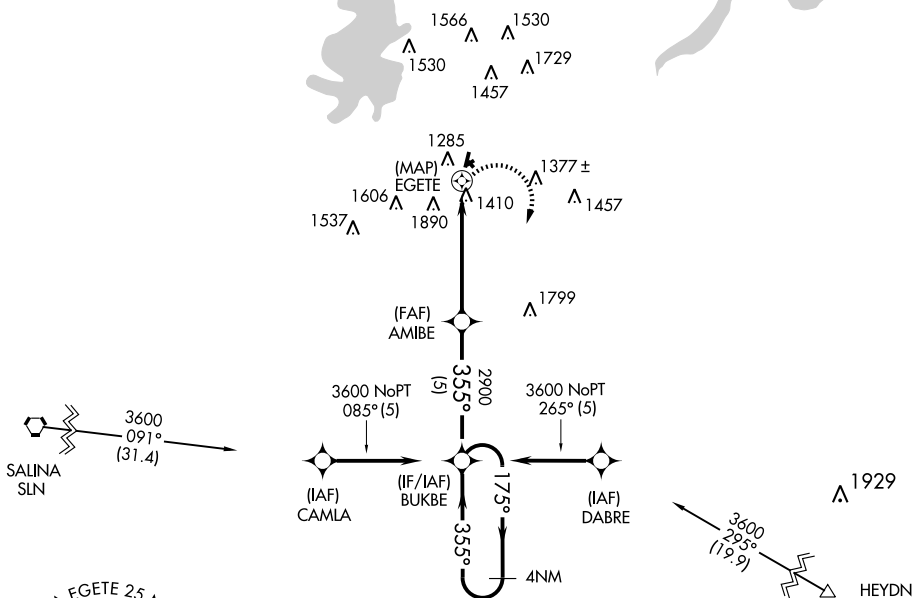 1566
1530
1530
1729
1457
1285
(MAP)
EGETE
1377 ±
1606
1410
1457
1537
1890
1799
(FAF)
AMIBE
2900
355°
(5)
3600 NoPT
085° (5)
3600 NoPT
265° (5)
3600
091°
(31.4)
SALINA
SLN
(IAF)
CAMLA
(IF/IAF)
BUKBE
175°
355°
(IAF)
DABRE
1929
4NM
3600
295°
(19.9)
HEYDN
EGETE 25